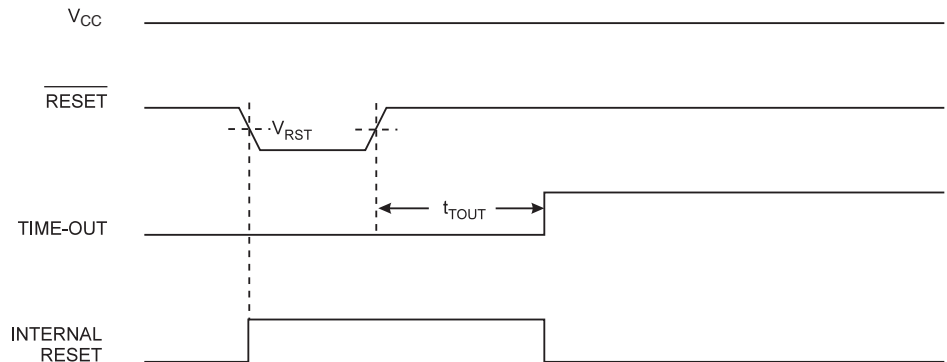 VCC
RESET
VRST
tTOUT
TIME-OUT
INTERNAL
RESET